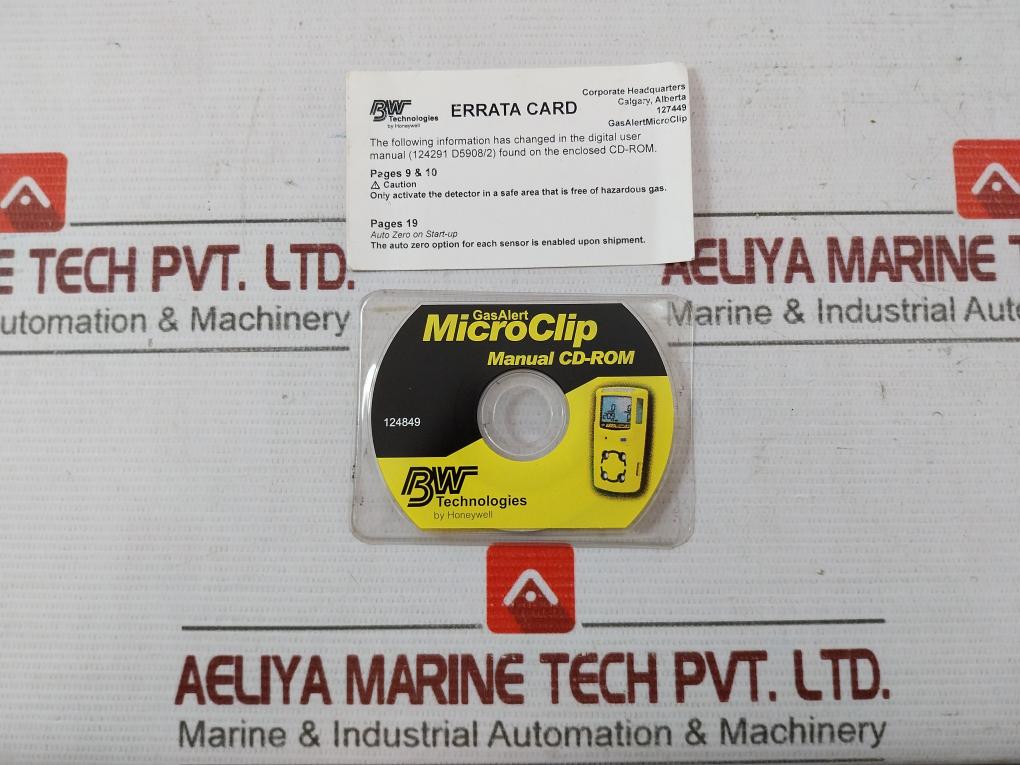 BW
Technologies
by Honeywell
ERRATA CARD
Corporate Headquarters
Calgary, Alberta
127449
GasAlertMicroClip
The following information has changed in the digital user
manual (124291 D5908/2) found on the enclosed CD-ROM.
Pages 9 & 10
⚠ Caution
Only activate the detector in a safe area that is free of hazardous gas.
Pages 19
Auto Zero on Start-up
The auto zero option for each sensor is enabled upon shipment.
E TECH PVT. LTD.
utomation & Machinery
AELIYA MARINE T
Marine & Industrial Auto
GasAlert
MicroClip
Manual CD-ROM
124849
BW
Technologies
by Honeywell
AELIYA MARINE TECH PVT. LTD.
Marine & Industrial Automation & Machinery